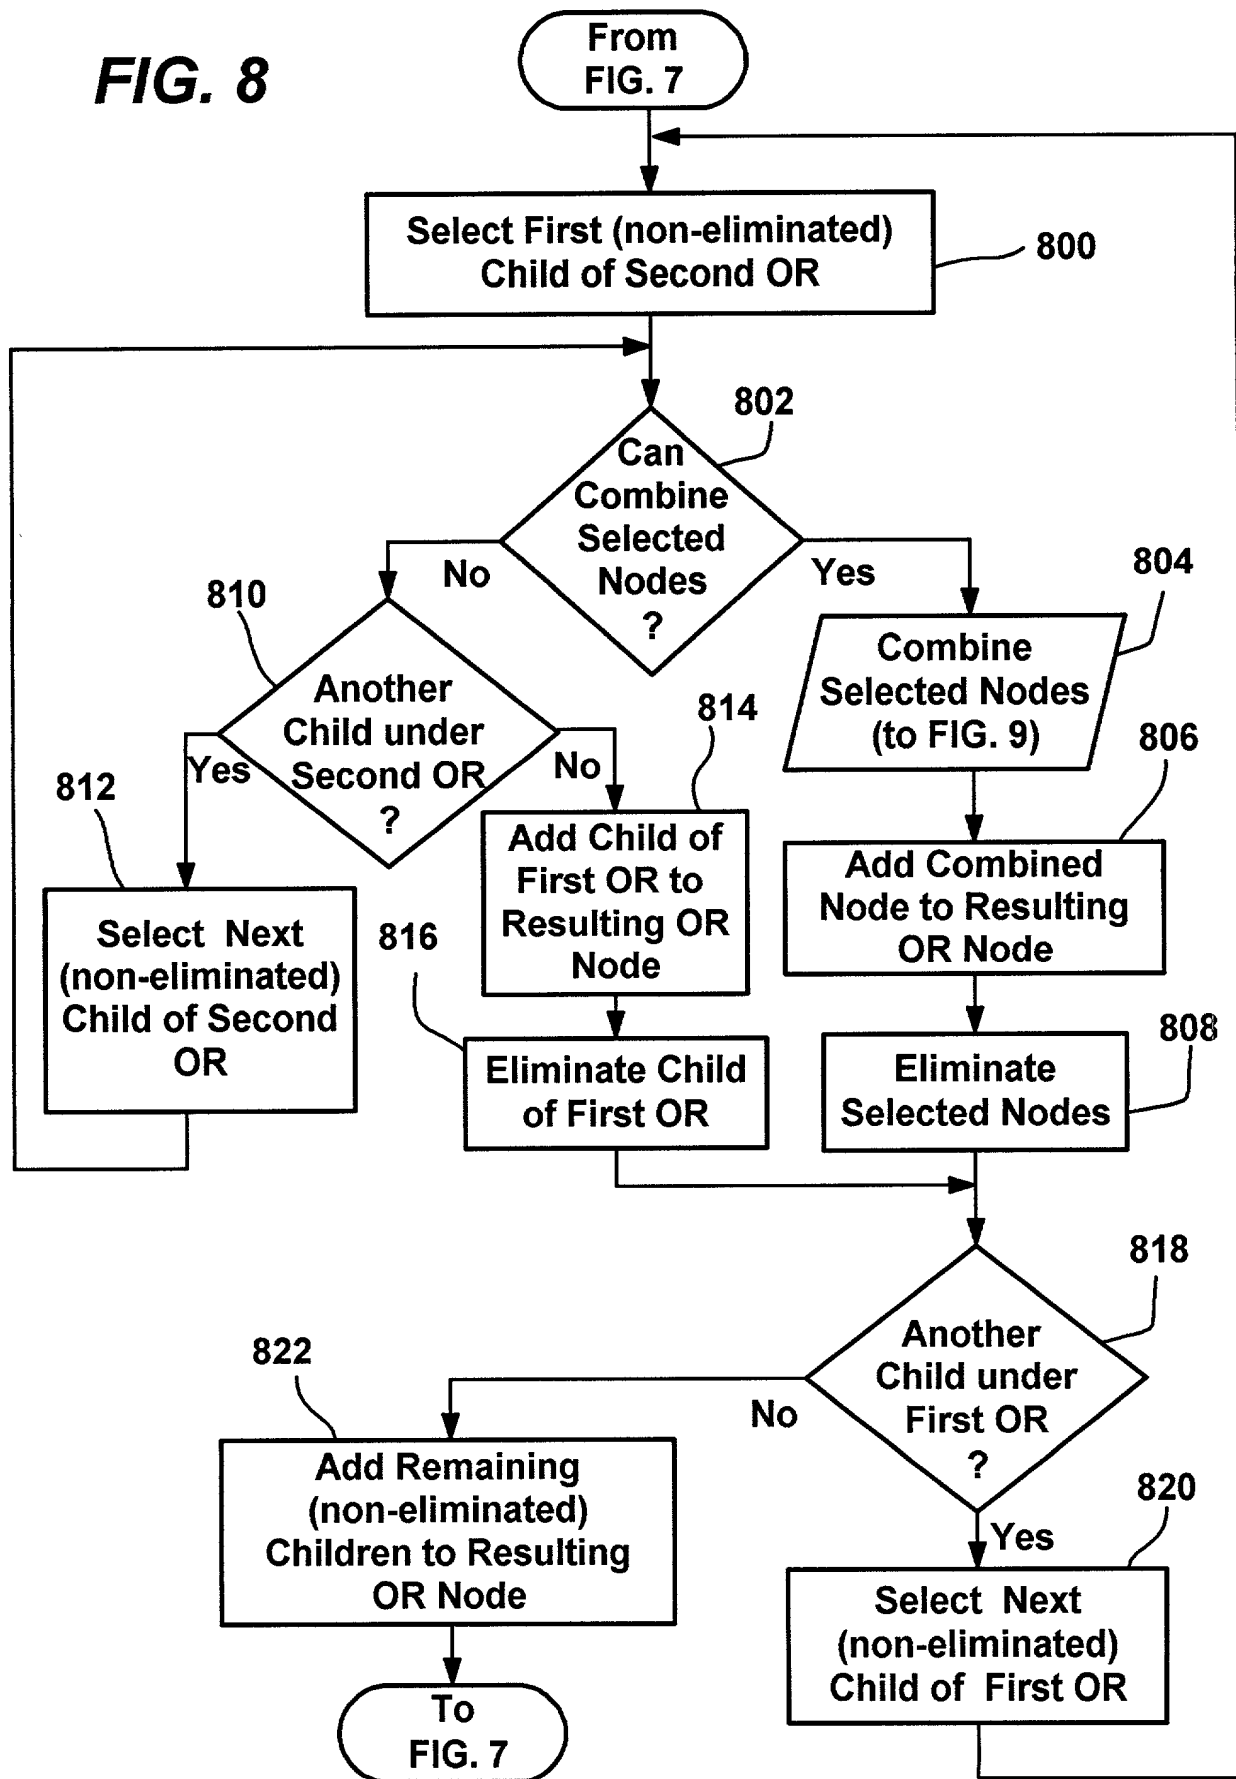 FIG. 8
From
FIG. 7
Select First (non-eliminated)
Child of Second OR
800
802
Can
Combine
Selected
Nodes
?
No
Yes
810
Another
Child under
Second OR
?
Yes
No
804
Combine
Selected Nodes
(to FIG. 9)
812
Select Next
(non-eliminated)
Child of Second
OR
814
Add Child of
First OR to
Resulting OR
Node
806
Add Combined
Node to Resulting
OR Node
816
Eliminate Child
of First OR
808
Eliminate
Selected Nodes
818
Another
Child under
First OR
?
No
Yes
822
Add Remaining
(non-eliminated)
Children to Resulting
OR Node
820
Select Next
(non-eliminated)
Child of First OR
To
FIG. 7